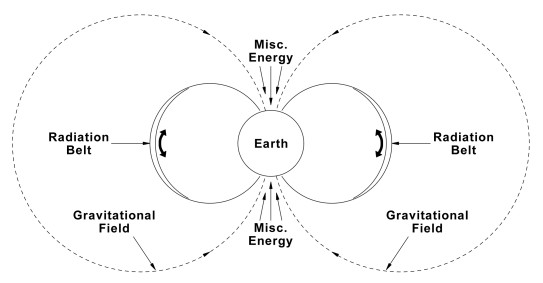 Misc.
Energy
Radiation
Belt
Earth
Radiation
Belt
Gravitational
Field
Misc.
Energy
Gravitational
Field